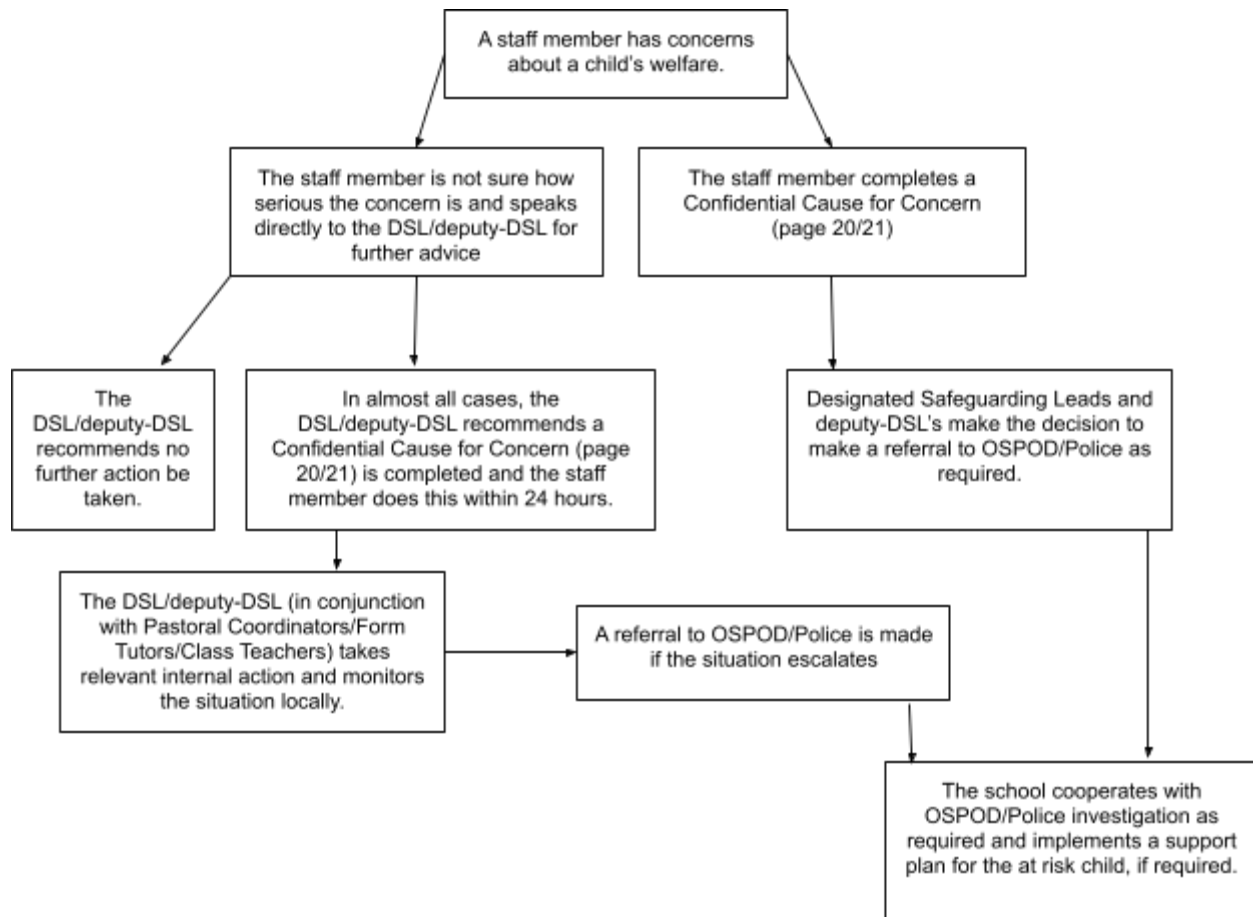 A staff member has concerns
about a child's welfare.
The staff member is not sure how
serious the concern is and speaks
directly to the DSL/deputy-DSL for
further advice
The staff member completes a
Confidential Cause for Concern
(page 20/21)
The
DSL/deputy-DSL
recommends no
further action be
taken.
In almost all cases, the
DSL/deputy-DSL recommends a
Confidential Cause for Concern (page
20/21) is completed and the staff
member does this within 24 hours.
Designated Safeguarding Leads and
deputy-DSL's make the decision to
make a referral to OSPOD/Police as
required.
The DSL/deputy-DSL (in conjunction
with Pastoral Coordinators/Form
Tutors/Class Teachers) takes
relevant internal action and monitors
the situation locally.
A referral to OSPOD/Police is made
if the situation escalates
The school cooperates with
OSPOD/Police investigation as
required and implements a support
plan for the at risk child, if required.